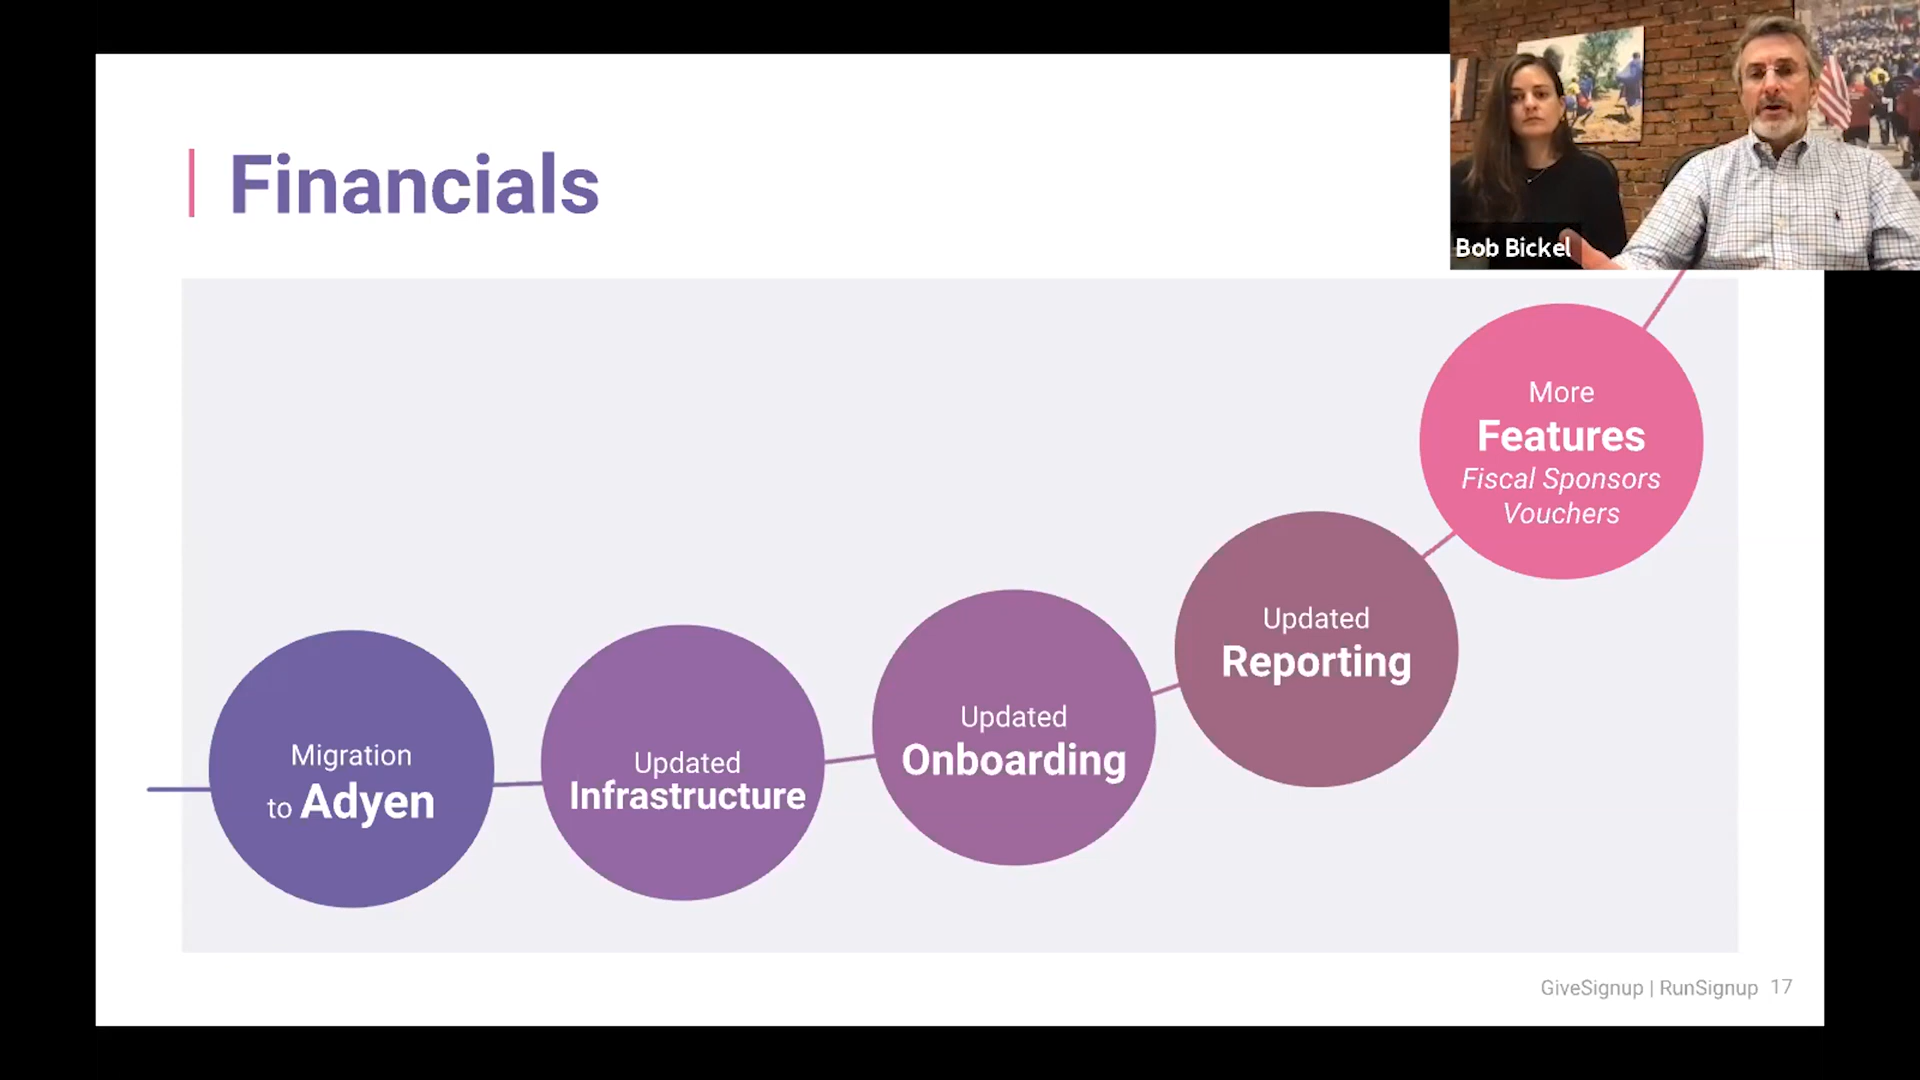 Financials
Bob Bickel
Migration
to Adyen
Updated
Infrastructure
Updated
Onboarding
Updated
Reporting
More
Features
Fiscal Sponsors
Vouchers
GiveSignup | RunSignup 17